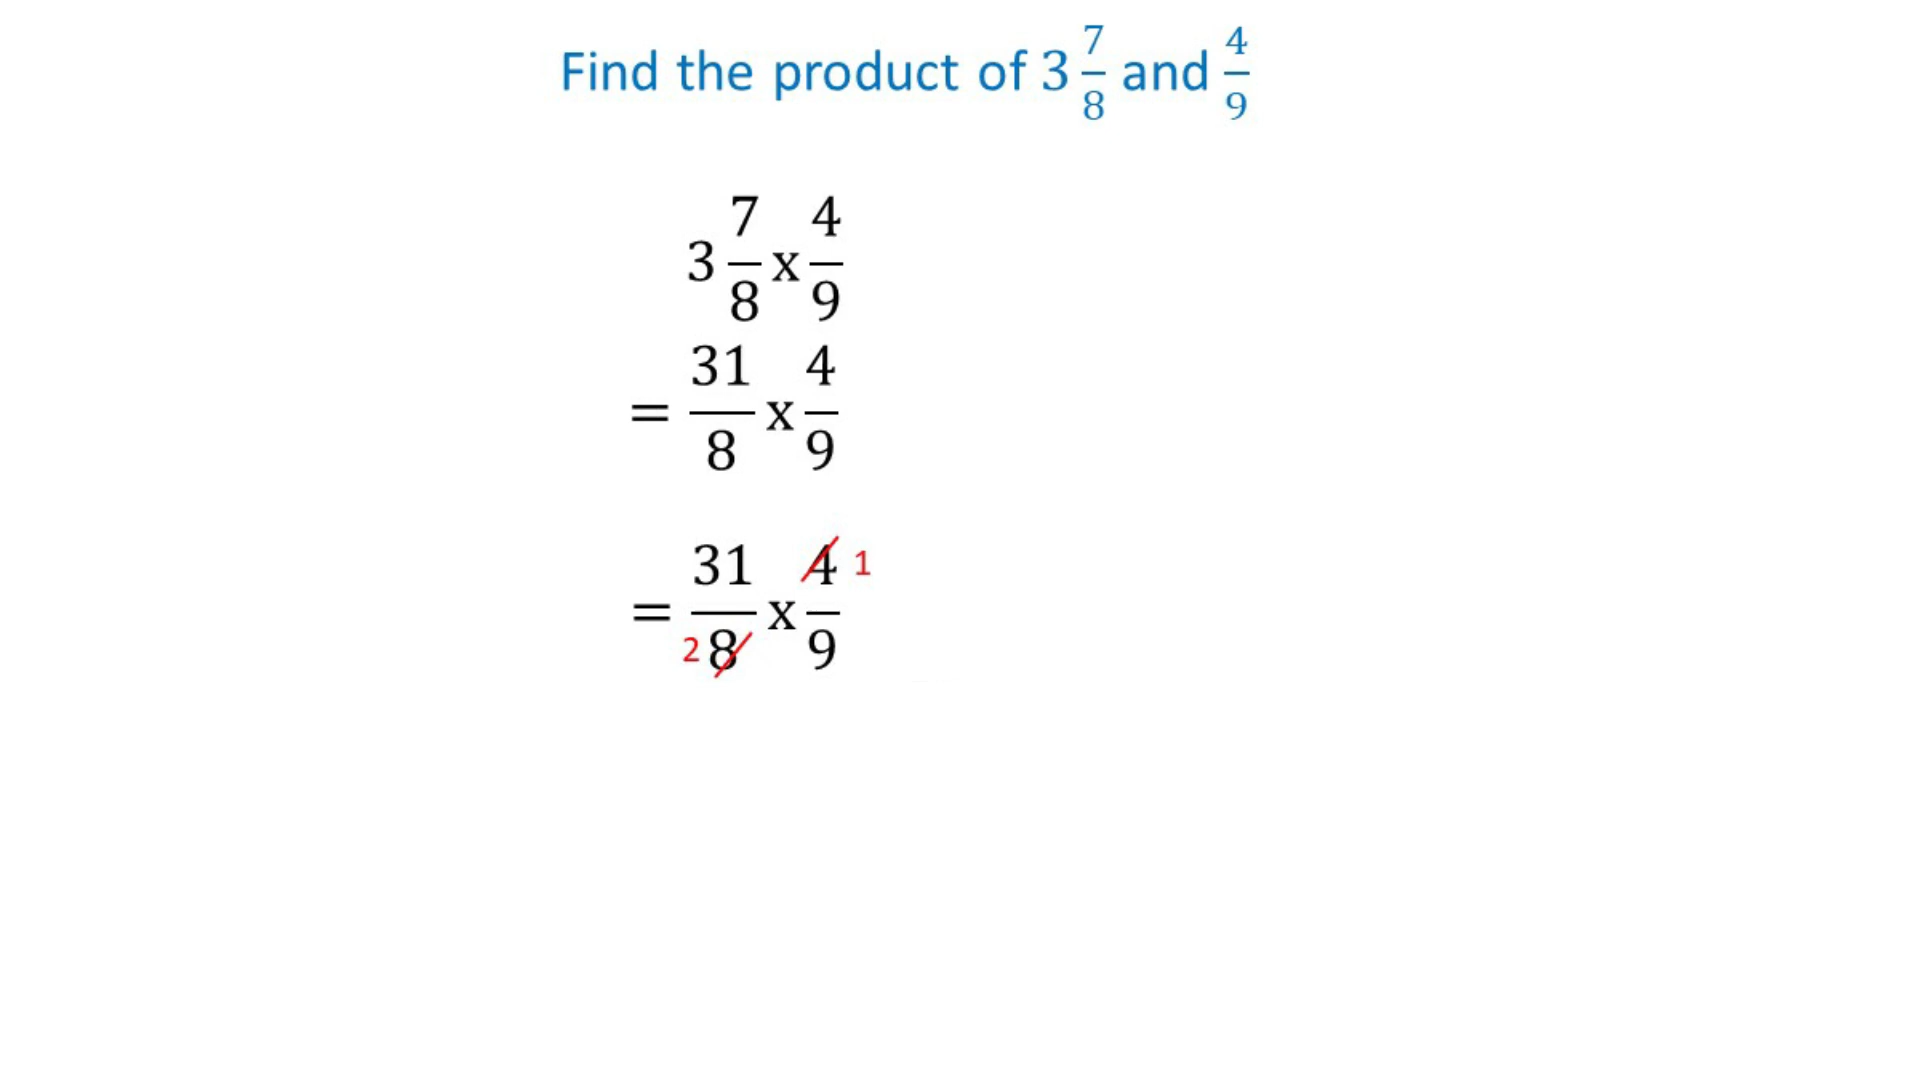 Find the product of 3 7/8 and 4/9
3 7/8 x 4/9
= 31/8 x 4/9
= 31/8 x 4/9 1
2